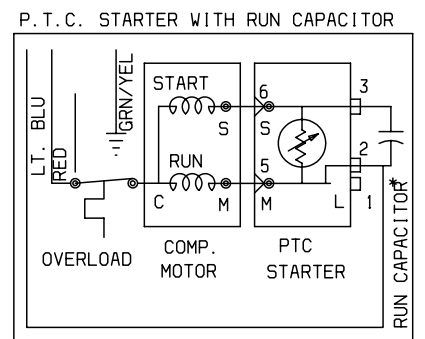 P.T.C. STARTER WITH RUN CAPACITOR
LT. BLU
RED
GRN/YEL
START
S
RUN
C
M
6
S
5
M
3
2
L
1
OVERLOAD
COMP.
MOTOR
PTC
STARTER
RUN CAPACITOR*